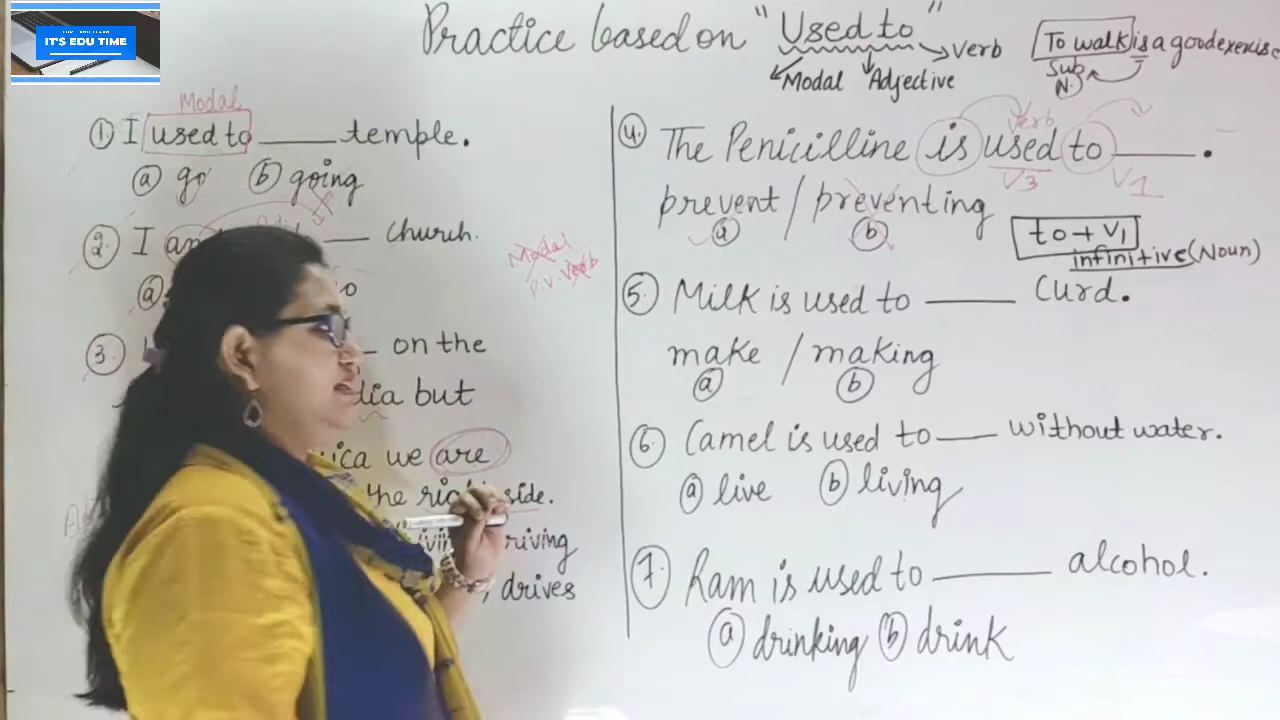 IT'S EDU TIME
Practice based on "Used to"
Verb
Modal
Adjective
To walk is a good exercise
Sub
N.
Modal
① I used to ____ temple.
ⓐ go ⓑ going
② I ____ church.
ⓐ
Modal
P.V. Verb
③ ____ on the
but
we are
the right side.
riving
, drives
④ The Penicilline is used to ____.
verb
V3
V1
prevent / preventing
ⓐ ⓑ
to + V1
infinitive (Noun)
⑤ Milk is used to ____ Curd.
make / making
ⓐ ⓑ
⑥ Camel is used to ____ without water.
ⓐ live ⓑ living
⑦ Ram is used to ____ alcohol.
ⓐ drinking ⓑ drink